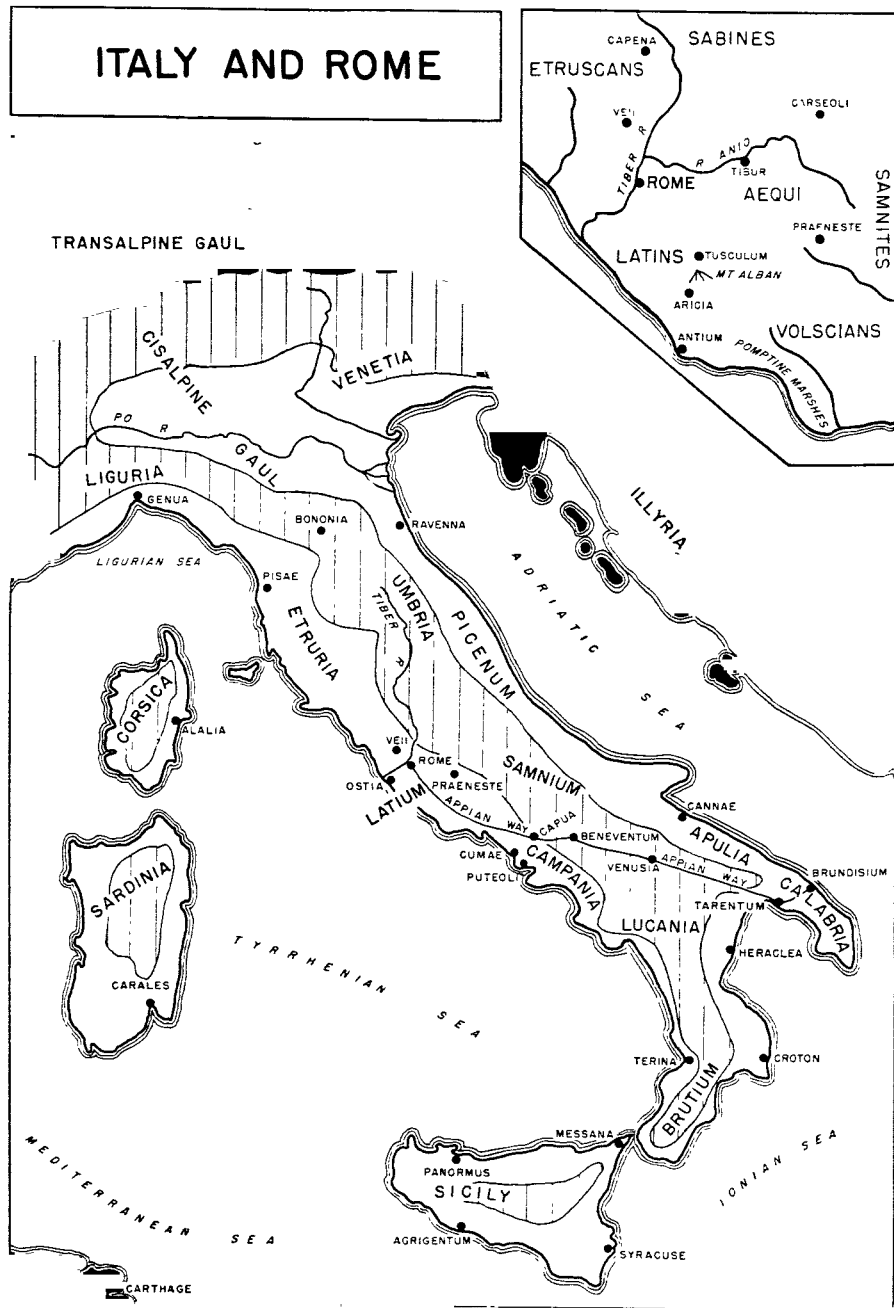 ITALY AND ROME
CAPENA
SABINES
ETRUSCANS
VEII
CARSEOLI
TIBER R
R ANIO
TIBUR
ROME
AEQUI
SAMNITES
PRAENESTE
LATINS
TUSCULUM
MT ALBAN
ARICIA
ANTIUM
VOLSCIANS
POMPTINE MARSHES
TRANSALPINE GAUL
CISALPINE
GAUL
VENETIA
PO R
LIGURIA
GENUA
BONONIA
RAVENNA
ILLYRIA
LIGURIAN SEA
PISAE
ADRIATIC SEA
UMBRIA
TIBER R
PICENUM
ETRURIA
CORSICA
ALALIA
VEII
ROME
OSTIA
PRAENESTE
SAMNIUM
LATIUM
APPIAN WAY
CAPUA
CANNAE
APULIA
BENEVENTUM
CUMAE
CAMPANIA
PUTEOLI
VENUSIA
APPIAN WAY
BRUNDISIUM
CALABRIA
TARENTUM
SARDINIA
LUCANIA
HERACLEA
TYRRHENIAN SEA
CARALES
TERINA
CROTON
BRUTIUM
MESSANA
PANORMUS
SICILY
IONIAN SEA
MEDITERRANEAN SEA
AGRIGENTUM
SYRACUSE
CARTHAGE